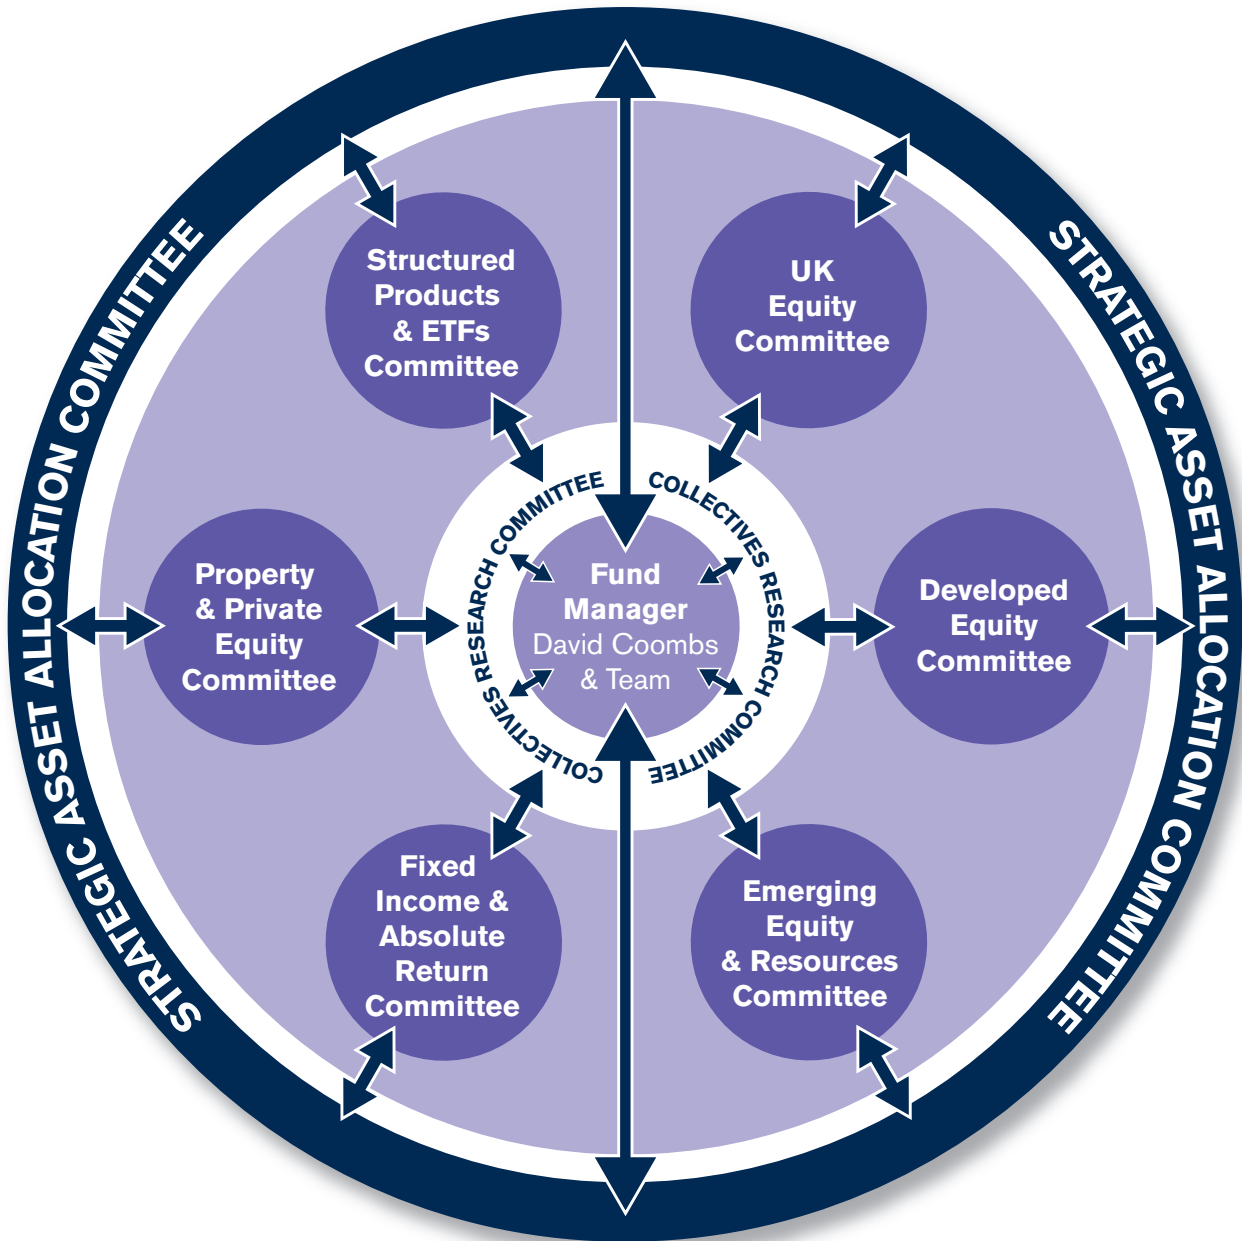 STRATEGIC ASSET ALLOCATION COMMITTEE
STRATEGIC ASSET ALLOCATION COMMITTEE
Structured
Products
& ETFs
Committee
UK
Equity
Committee
Property
& Private
Equity
Committee
COLLECTIVES RESEARCH COMMITTEE
COLLECTIVES RESEARCH COMMITTEE
Fund
Manager
David Coombs
& Team
Developed
Equity
Committee
Fixed
Income &
Absolute
Return
Committee
Emerging
Equity
& Resources
Committee